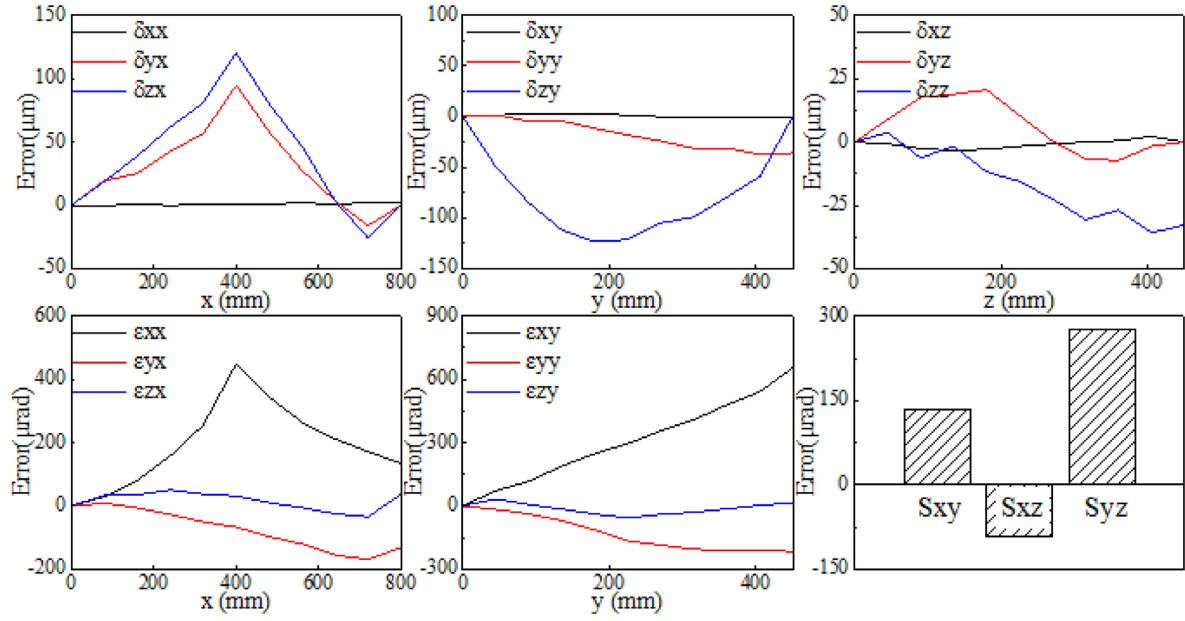 150
100
50
0
-50
Error(μm)
δxx
δyx
δzx
0
200
400
600
800
x (mm)
100
50
0
-50
-100
-150
Error(μm)
δxy
δyy
δzy
200
400
y (mm)
50
25
0
-25
-50
Error(μm)
δxz
δyz
δzz
0
200
400
z (mm)
600
400
200
0
-200
Error(μrad)
εxx
εyx
εzx
0
200
400
600
800
x (mm)
900
600
300
0
-300
Error(μrad)
εxy
εyy
εzy
0
200
400
y (mm)
300
150
0
-150
Error(μrad)
Sxy
Sxz
Syz